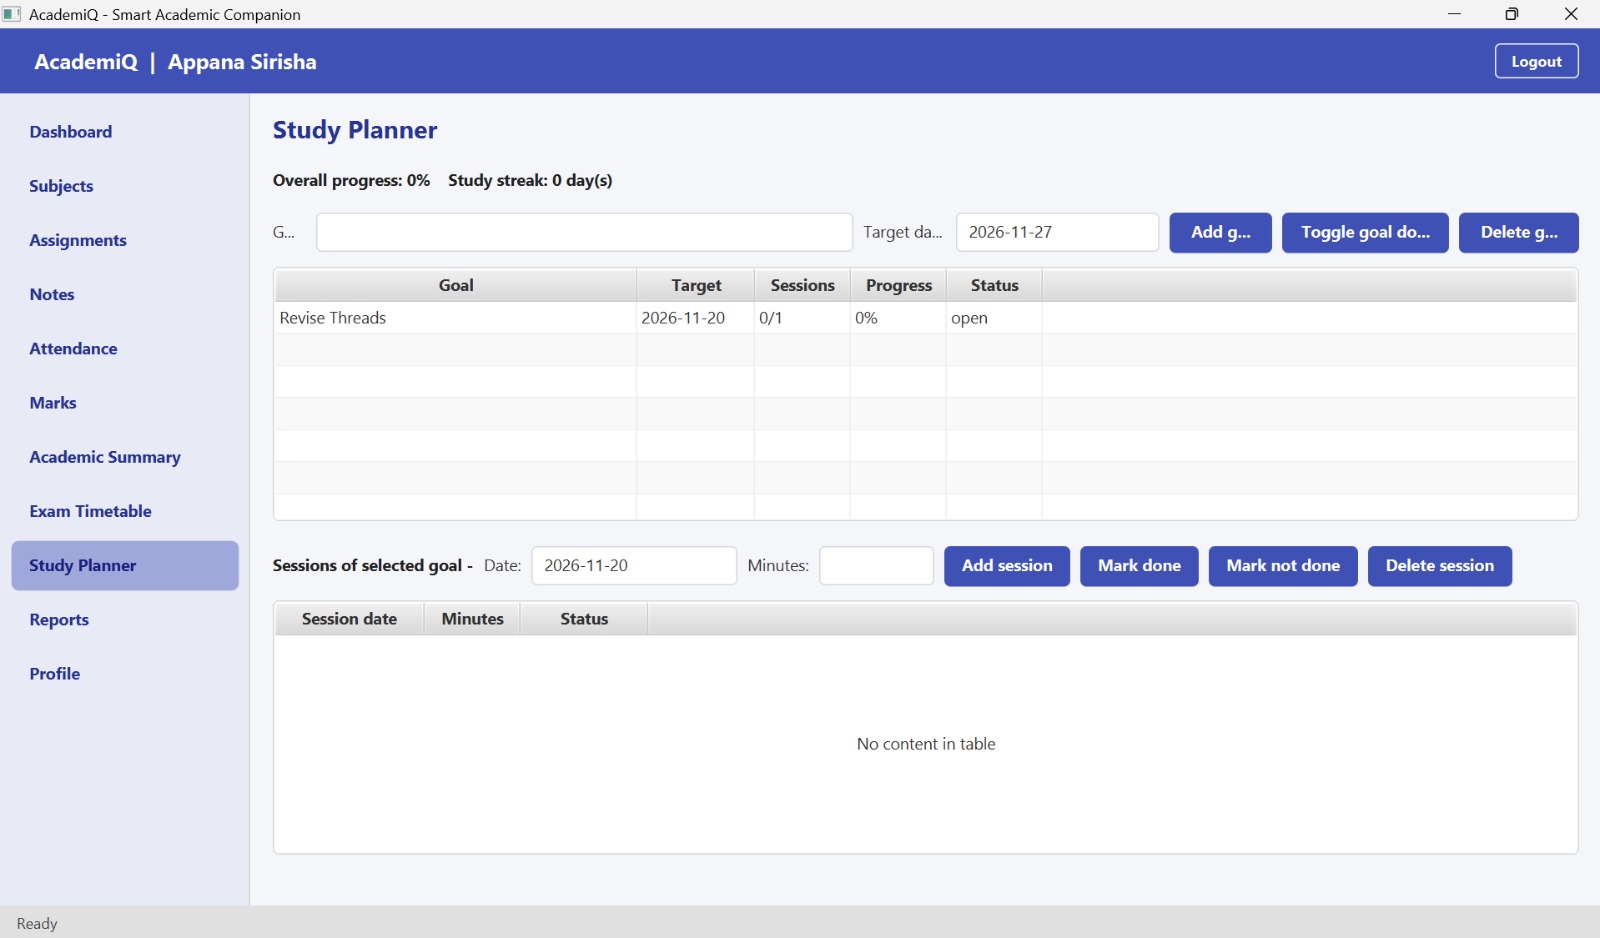 AcademiQ - Smart Academic Companion
AcademiQ | Appana Sirisha
Logout
Dashboard
Subjects
Assignments
Notes
Attendance
Marks
Academic Summary
Exam Timetable
Study Planner
Reports
Profile
Study Planner
Overall progress: 0% Study streak: 0 day(s)
G... Target da... 2026-11-27 Add g... Toggle goal do... Delete g...
Goal Target Sessions Progress Status
Revise Threads 2026-11-20 0/1 0% open
Sessions of selected goal - Date: 2026-11-20 Minutes: Add session Mark done Mark not done Delete session
Session date Minutes Status
No content in table
Ready